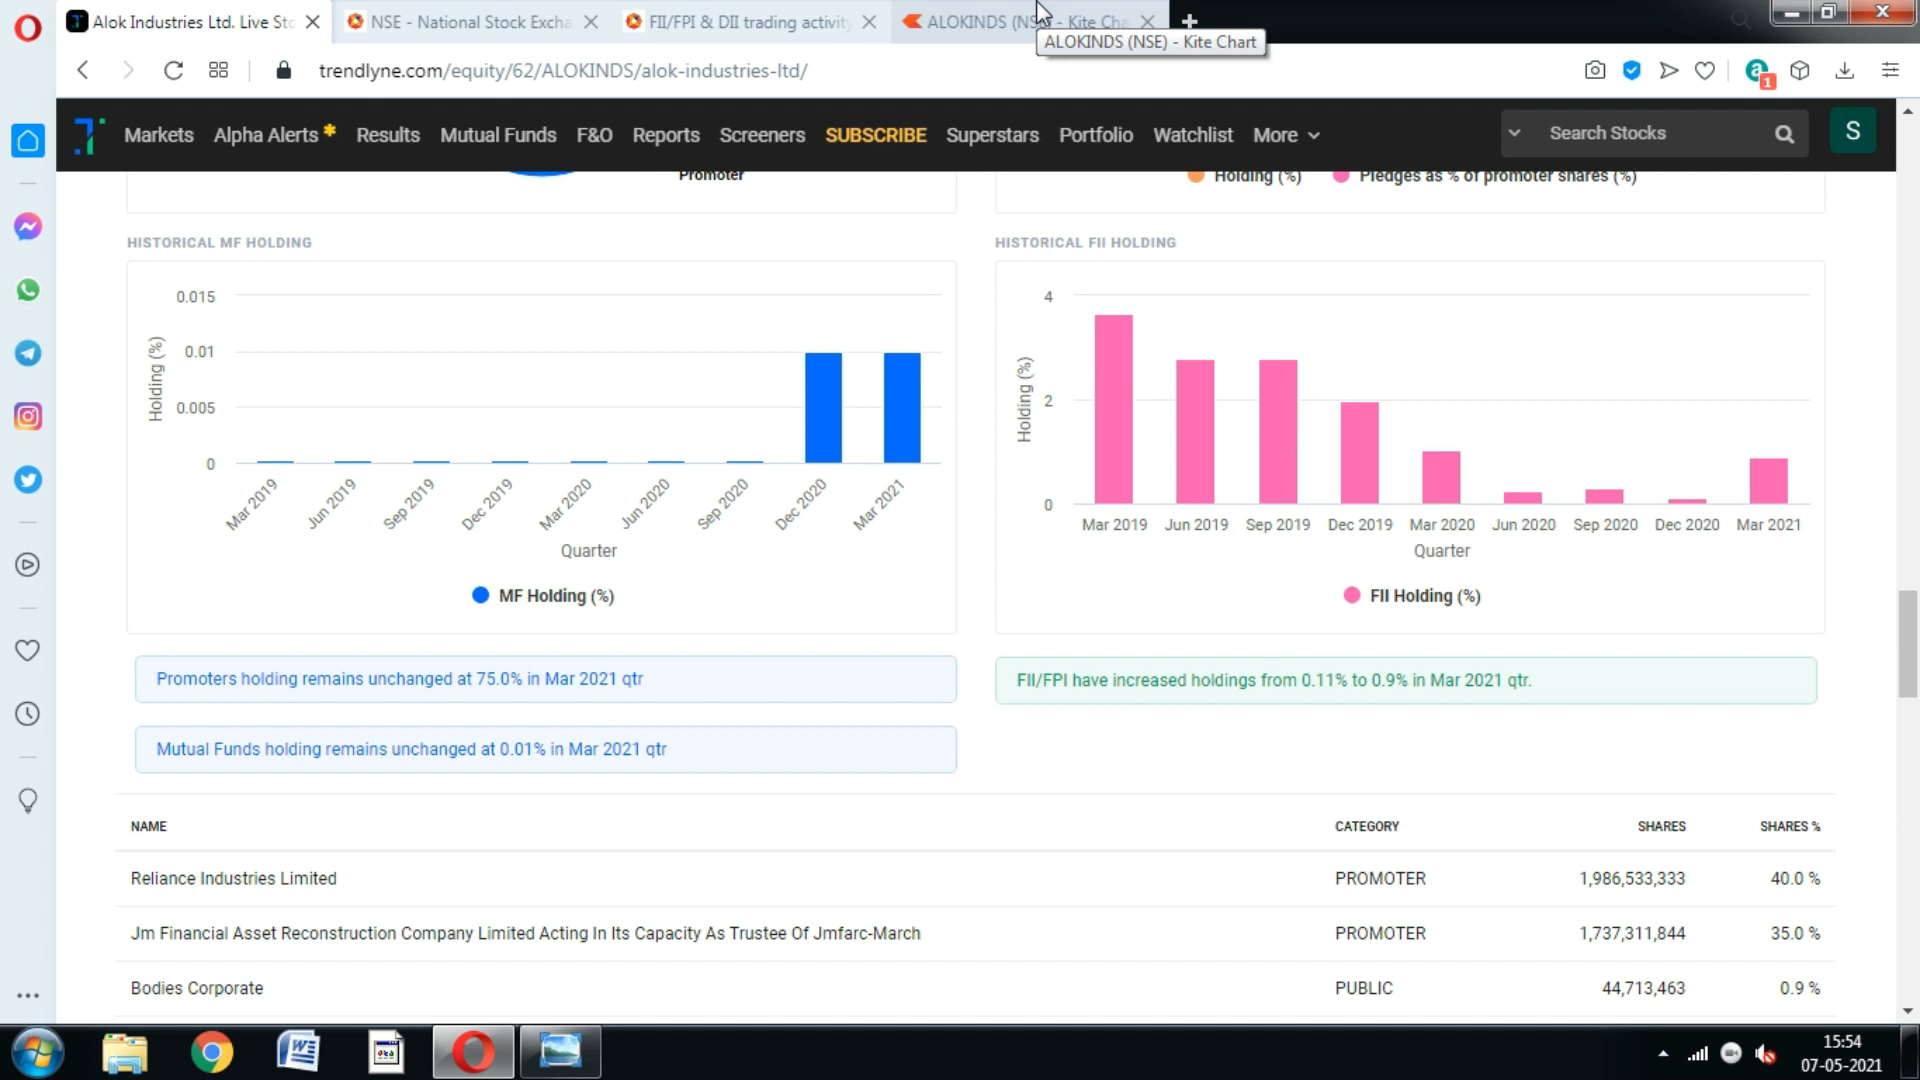 Alok Industries Ltd. Live Sto
NSE - National Stock Excha
FII/FPI & DII trading activity
ALOKINDS (NS - Kite Cha
ALOKINDS (NSE) - Kite Chart
trendlyne.com/equity/62/ALOKINDS/alok-industries-ltd/
1
Markets
Alpha Alerts
Results
Mutual Funds
F&O
Reports
Screeners
SUBSCRIBE
Superstars
Portfolio
Watchlist
More
Search Stocks
S
Promoter
Holding (%)
Pledges as % of promoter shares (%)
HISTORICAL MF HOLDING
0.015
0.01
0.005
0
Holding (%)
Mar 2019
Jun 2019
Sep 2019
Dec 2019
Mar 2020
Jun 2020
Sep 2020
Dec 2020
Mar 2021
Quarter
MF Holding (%)
HISTORICAL FII HOLDING
4
2
0
Holding (%)
Mar 2019
Jun 2019
Sep 2019
Dec 2019
Mar 2020
Jun 2020
Sep 2020
Dec 2020
Mar 2021
Quarter
FII Holding (%)
Promoters holding remains unchanged at 75.0% in Mar 2021 qtr
FII/FPI have increased holdings from 0.11% to 0.9% in Mar 2021 qtr.
Mutual Funds holding remains unchanged at 0.01% in Mar 2021 qtr
NAME CATEGORY SHARES SHARES %
Reliance Industries Limited PROMOTER 1,986,533,333 40.0 %
Jm Financial Asset Reconstruction Company Limited Acting In Its Capacity As Trustee Of Jmfarc-March PROMOTER 1,737,311,844 35.0 %
Bodies Corporate PUBLIC 44,713,463 0.9 %
15:54
07-05-2021